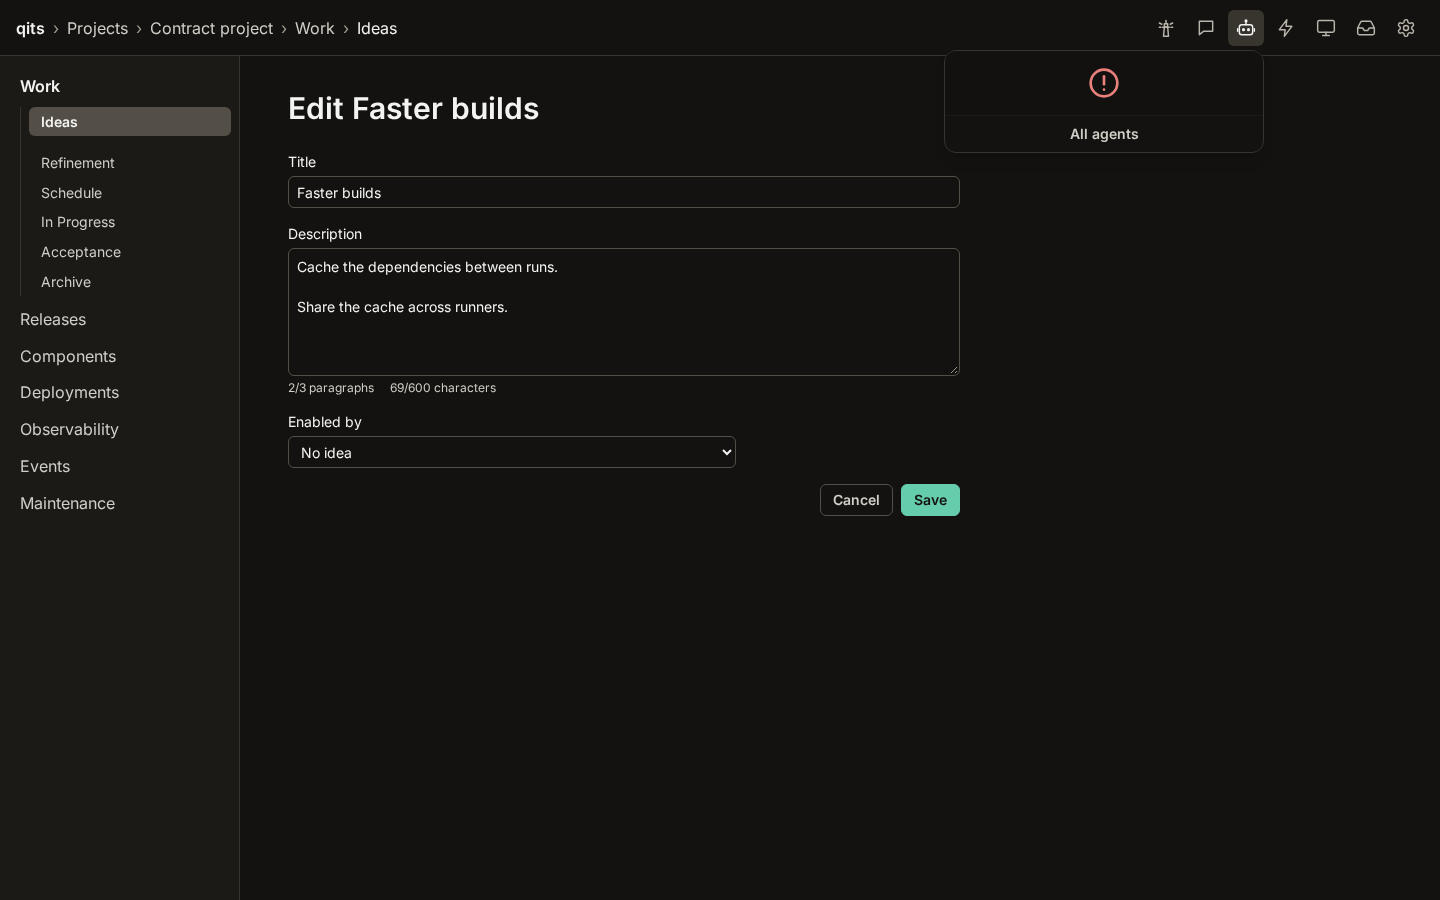 qits › Projects › Contract project › Work › Ideas
All agents
Work
Ideas
Refinement
Schedule
In Progress
Acceptance
Archive
Releases
Components
Deployments
Observability
Events
Maintenance
Edit Faster builds
Title
Faster builds
Description
Cache the dependencies between runs.
Share the cache across runners.
2/3 paragraphs 69/600 characters
Enabled by
No idea
Cancel Save